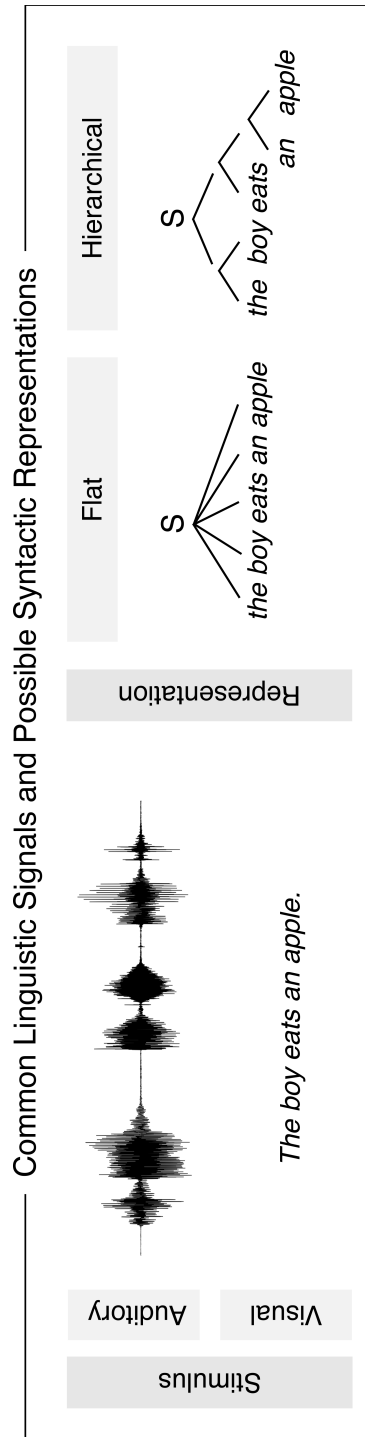 Common Linguistic Signals and Possible Syntactic Representations
Stimulus
Auditory
Visual
The boy eats an apple.
Representation
Flat
S
the boy eats an apple
Hierarchical
S
the boy eats
an apple